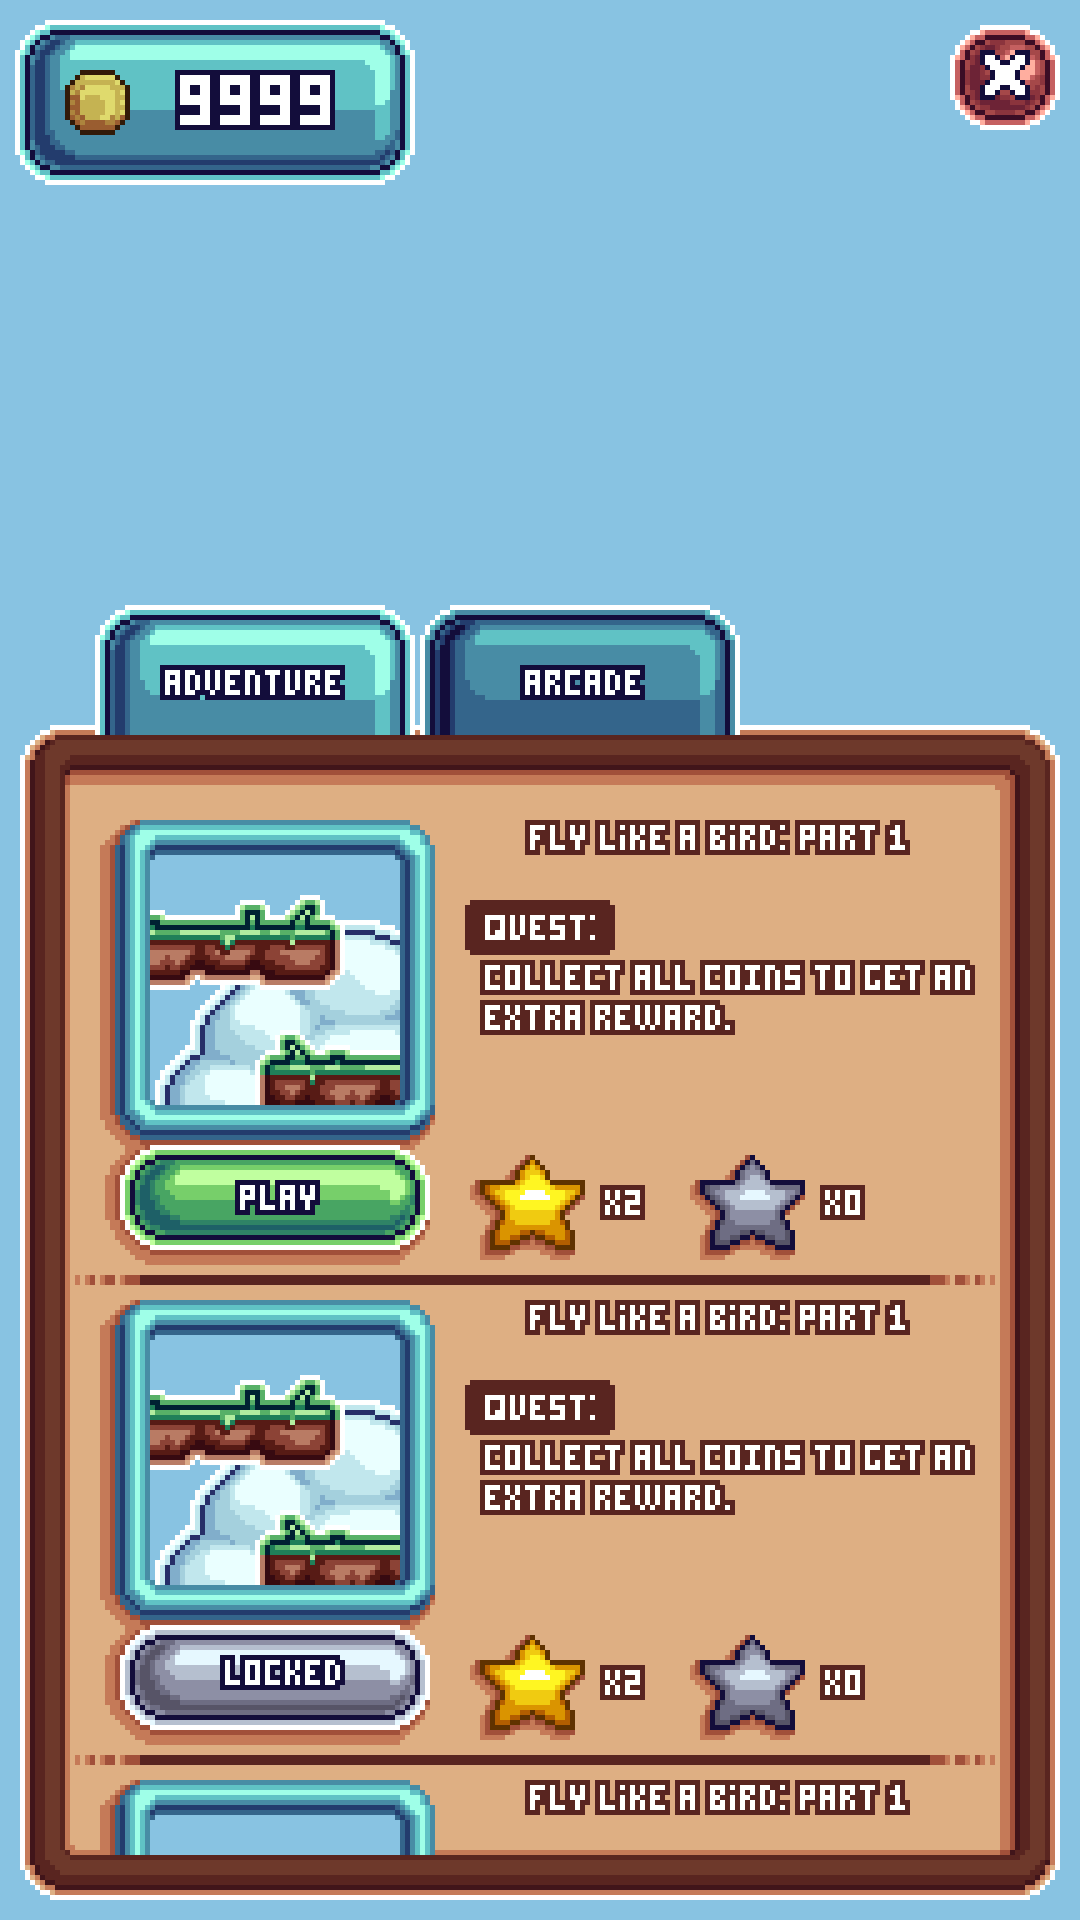 9999
ADVENTURE
ARCADE
FLY LiKE A BiRD: PART 1
QUEST:
COLLECT ALL COiNS TO GET AN
EXTRA REWARD.
PLAY
X2
X0
FLY LiKE A BiRD: PART 1
QUEST:
COLLECT ALL COiNS TO GET AN
EXTRA REWARD.
LOCKED
X2
X0
FLY LiKE A BiRD: PART 1